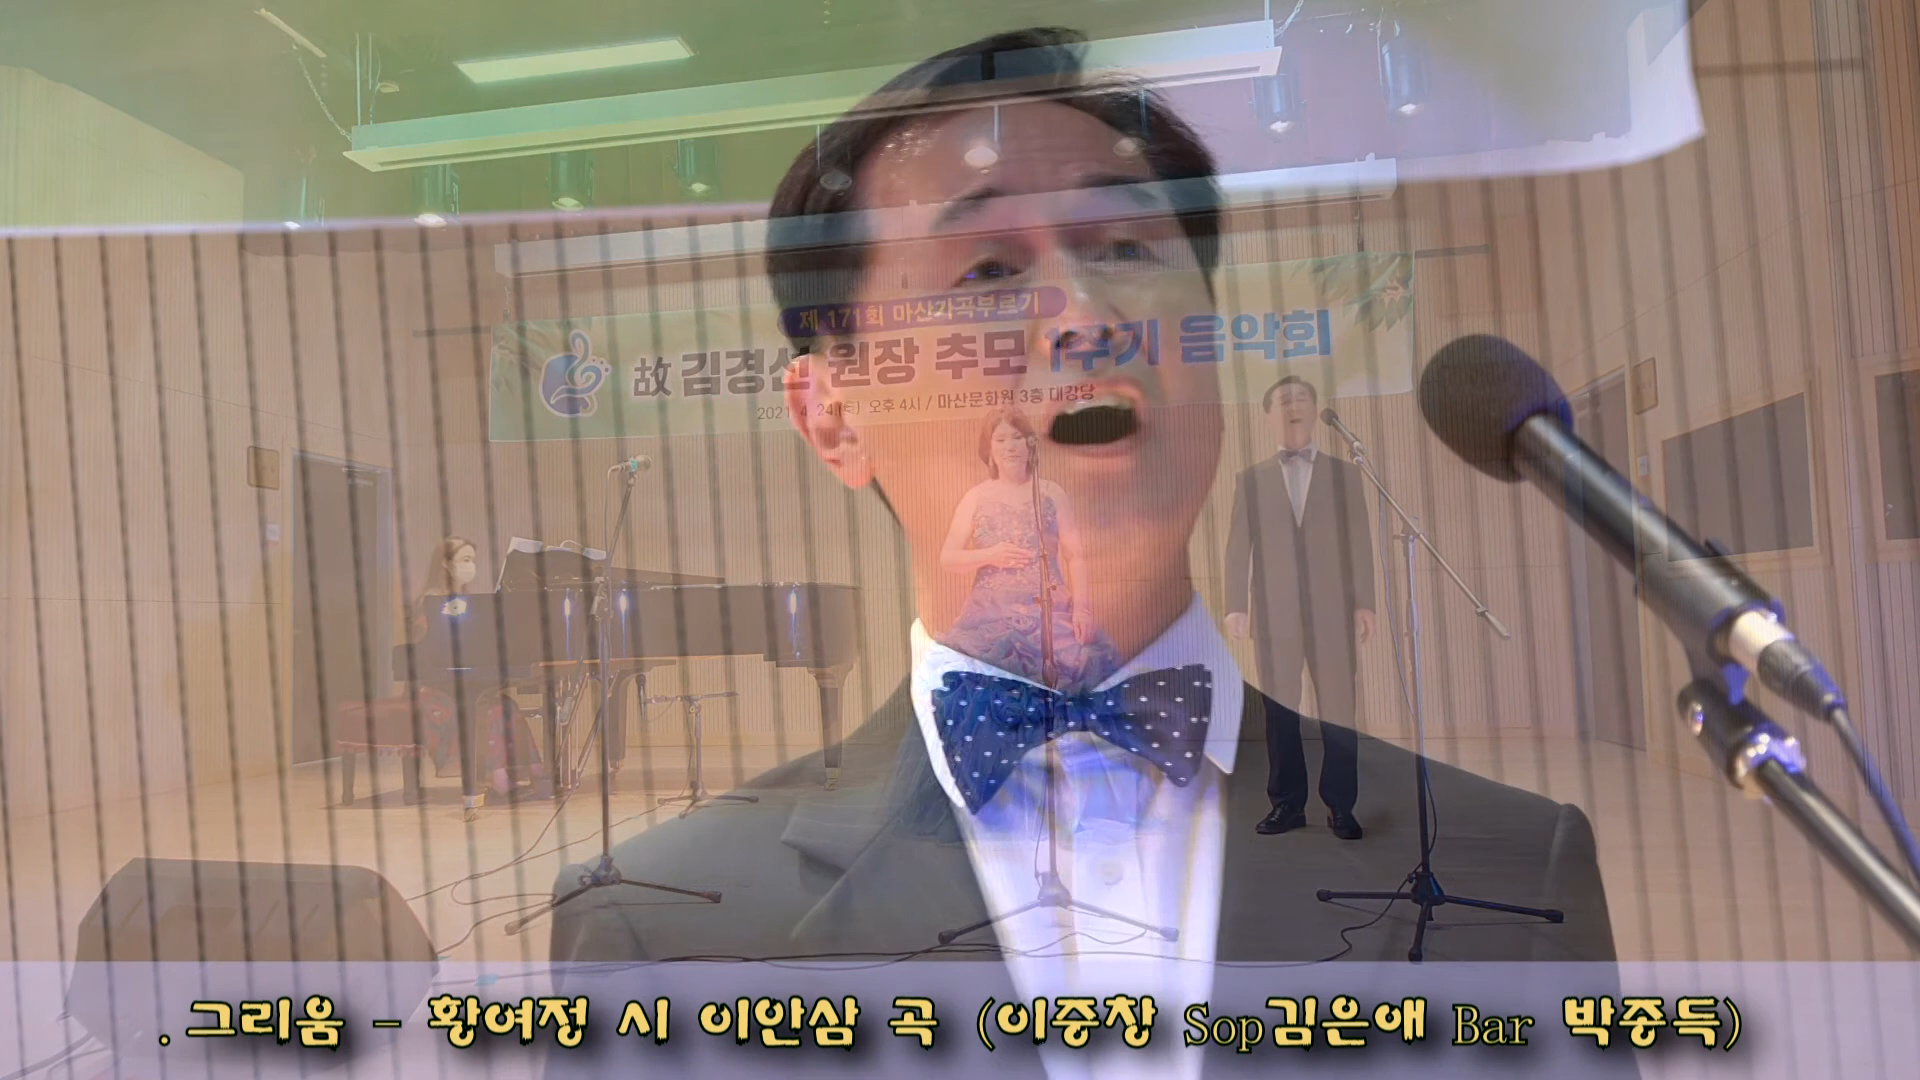 제 171회 마산가곡부르기
故 김경선 원장 추모 1주기 음악회
2021. 4. 24(토) 오후 4시 / 마산문화원 3층 대강당
. 그리움 - 황여정 시 이안삼 곡 (이중창 Sop김은애 Bar 박종득)